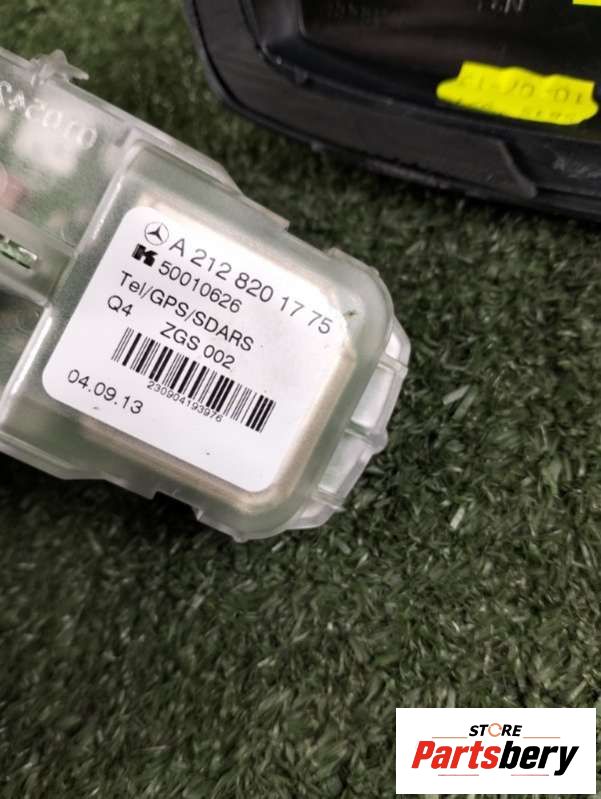 A 212 820 17 75
K 50010626
Tel/GPS/SDARS
Q4 ZGS 002
230904193976
04.09.13
STORE
Partsbery